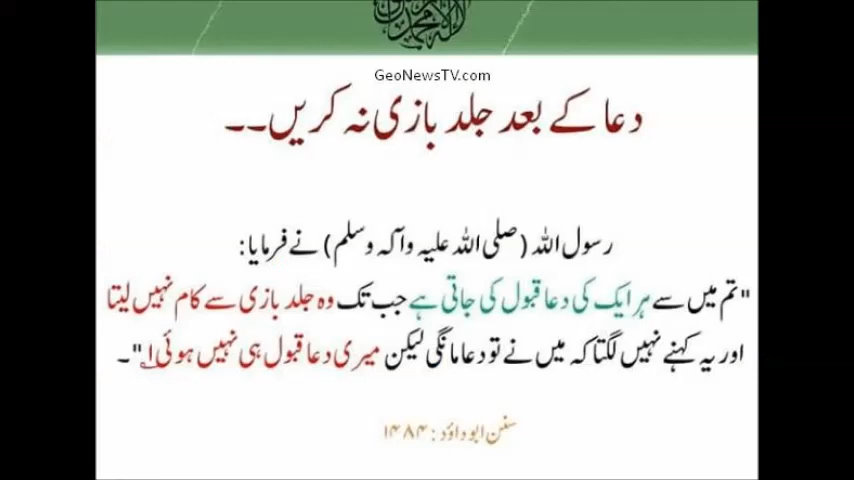 GeoNewsTV.com
دعا کے بعد جلد بازی نہ کریں۔۔
رسول اللہ (صلی اللہ علیہ وآلہ وسلم) نے فرمایا:
"تم میں سے ہر ایک کی دعا قبول کی جاتی ہے جب تک وہ جلد بازی سے کام نہیں لیتا
اور یہ کہنے نہیں لگتا کہ میں نے تو دعا مانگی لیکن میری دعا قبول ہی نہیں ہوئی!"۔
سنن ابو داؤد: ۱۴۸۴